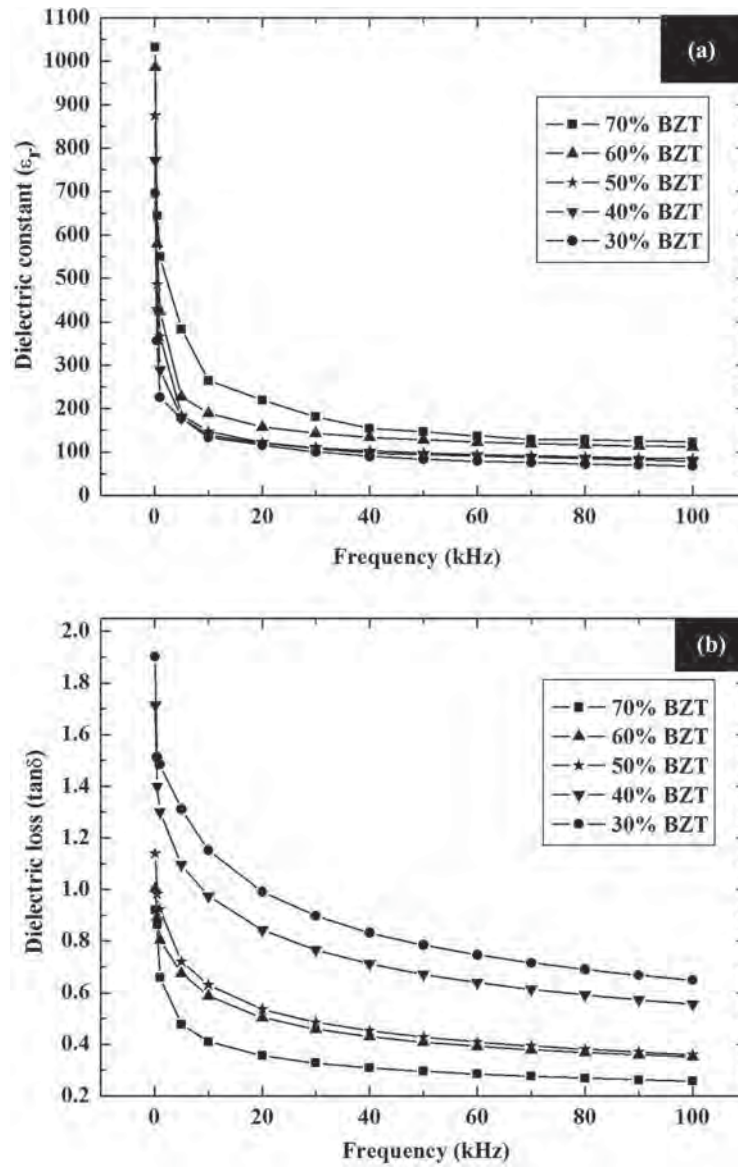 (a)
1100
1000
900
800
700
600
500
400
300
200
100
0
Dielectric constant (εr)
70% BZT
60% BZT
50% BZT
40% BZT
30% BZT
0 20 40 60 80 100
Frequency (kHz)
(b)
2.0
1.8
1.6
1.4
1.2
1.0
0.8
0.6
0.4
0.2
Dielectric loss (tanδ)
70% BZT
60% BZT
50% BZT
40% BZT
30% BZT
0 20 40 60 80 100
Frequency (kHz)